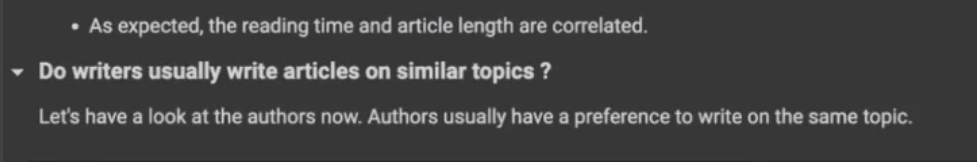 • As expected, the reading time and article length are correlated.
Do writers usually write articles on similar topics ?
Let's have a look at the authors now. Authors usually have a preference to write on the same topic.